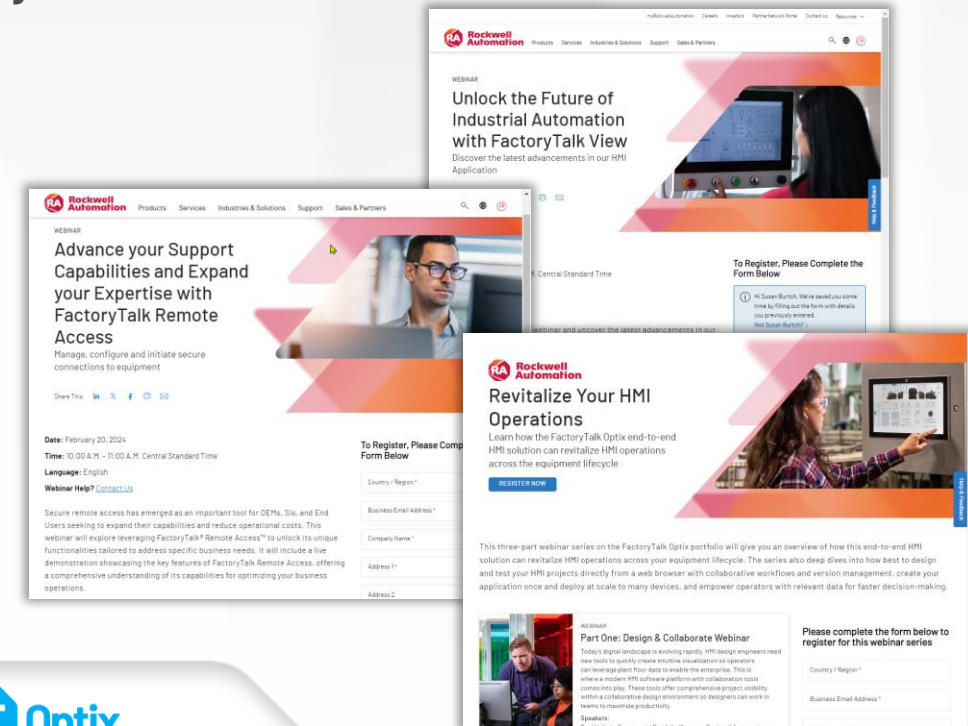 myRockwellAutomation Careers Investors Partner Network Portal Contact Us Resources
Rockwell
Automation Products Services Industries & Solutions Support Sales & Partners
WEBINAR
Unlock the Future of
Industrial Automation
with FactoryTalk View
Discover the latest advancements in our HMI
Application
Help & Feedback
M. Central Standard Time
webinar and uncover the latest advancements in our
To Register, Please Complete the
Form Below
Hi Susan Burtch. We've saved you some
time by filling out the form with details
you previously entered.
Not Susan Burtch?
RA Rockwell
Automation Products Services Industries & Solutions Support Sales & Partners
WEBINAR
Advance your Support
Capabilities and Expand
your Expertise with
FactoryTalk Remote
Access
Manage, configure and initiate secure
connections to equipment
Share This:
Date: February 20, 2024
Time: 10:00 A.M. - 11:00 A.M. Central Standard Time
Language: English
Webinar Help? Contact Us
Secure remote access has emerged as an important tool for OEMs, SIs, and End
Users seeking to expand their capabilities and reduce operational costs. This
webinar will explore leveraging FactoryTalk® Remote Access™ to unlock its unique
functionalities tailored to address specific business needs. It will include a live
demonstration showcasing the key features of FactoryTalk Remote Access, offering
a comprehensive understanding of its capabilities for optimizing your business
operations.
To Register, Please Comp
Form Below
Country / Region *
Business Email Address *
Company Name *
Address 1 *
Address 2
RA Rockwell
Automation
Revitalize Your HMI
Operations
Learn how the FactoryTalk Optix end-to-end
HMI solution can revitalize HMI operations
across the equipment lifecycle
REGISTER NOW
Help & Feedback
This three-part webinar series on the FactoryTalk Optix portfolio will give you an overview of how this end-to-end HMI
solution can revitalize HMI operations across your equipment lifecycle. The series also deep dives into how best to design
and test your HMI projects directly from a web browser with collaborative workflows and version management, create your
application once and deploy at scale to many devices, and empower operators with relevant data for faster decision-making.
WEBINAR
Part One: Design & Collaborate Webinar
Today's digital landscape is evolving rapidly. HMI design engineers need
new tools to quickly create intuitive visualization so operators
can leverage plant floor data to enable the enterprise. This is
where a modern HMI software platform with collaboration tools
comes into play. These tools offer comprehensive project visibility
within a collaborative design environment so designers can work in
teams to maximize productivity.
Speakers:
Please complete the form below to
register for this webinar series
Country / Region *
Business Email Address *
Optix